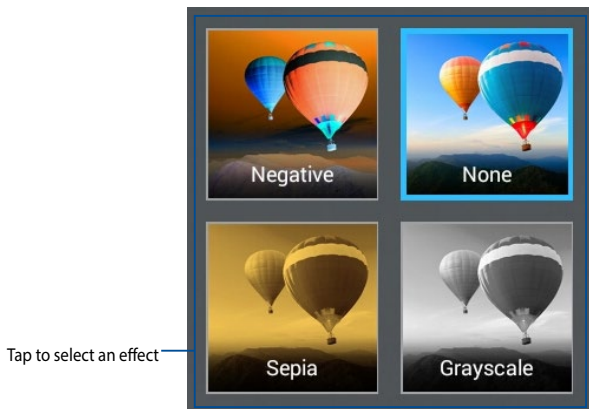 Negative
None
Sepia
Grayscale
Tap to select an effect